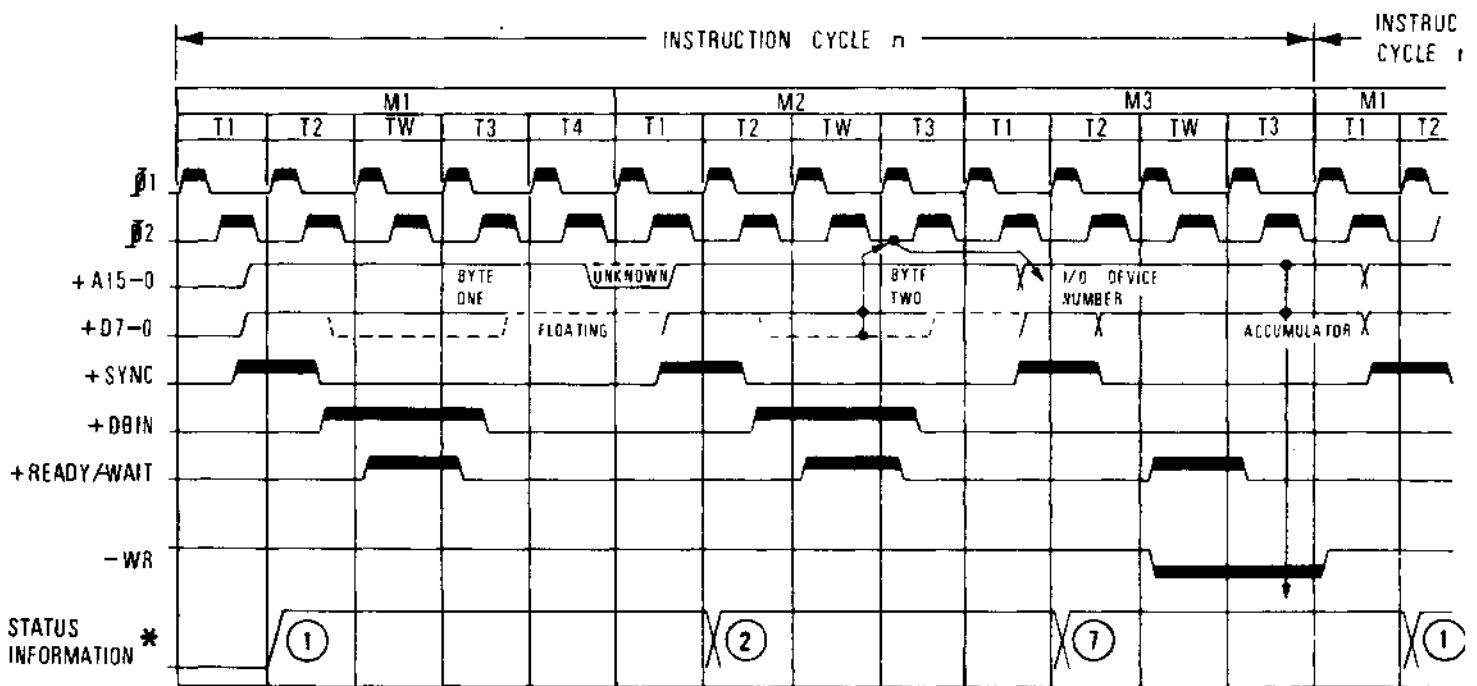 INSTRUCTION CYCLE n
INSTRUC
CYCLE
M1 M2 M3 M1
T1 T2 TW T3 T4 T1 T2 TW T3 T1 T2 TW T3 T1 T2
ϕ1
ϕ2
+A15-0
BYTE ONE
UNKNOWN
BYTE TWO
I/O DEVICE NUMBER
+D7-0
FLOATING
ACCUMULATOR
+SYNC
+DBIN
+READY/WAIT
-WR
STATUS
INFORMATION *
1 2 7 1